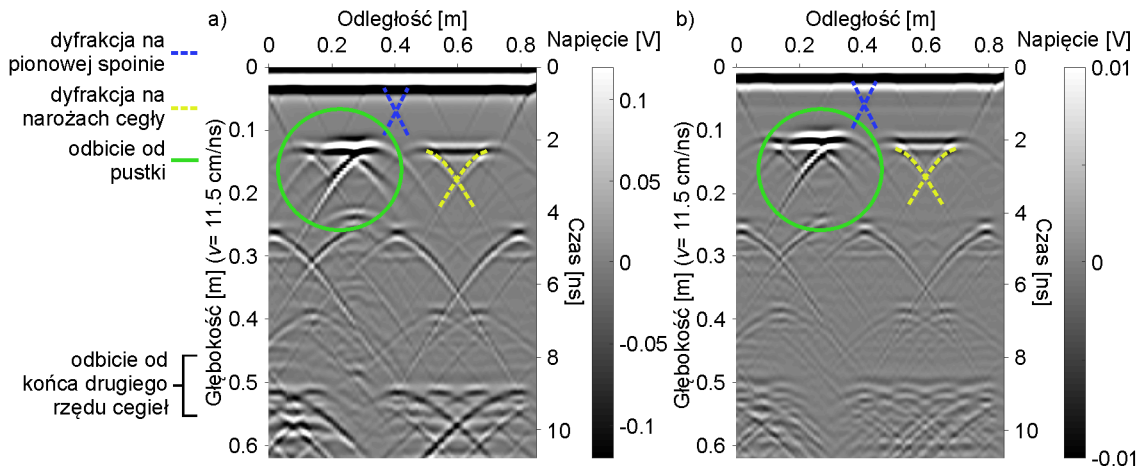 dyfrakcja na
pionowej spoinie
dyfrakcja na
narożach cegły
odbicie od
pustki
odbicie od
końca drugiego
rzędu cegieł
a)
Odległość [m]
0 0.2 0.4 0.6 0.8
Głębokość [m] (v= 11.5 cm/ns)
0
0.1
0.2
0.3
0.4
0.5
0.6
Czas [ns]
0
2
4
6
8
10
Napięcie [V]
0.1
0.05
0
-0.05
-0.1
b)
Odległość [m]
0 0.2 0.4 0.6 0.8
Głębokość [m] (v= 11.5 cm/ns)
0
0.1
0.2
0.3
0.4
0.5
0.6
Czas [ns]
0
2
4
6
8
10
Napięcie [V]
0.01
0
-0.01